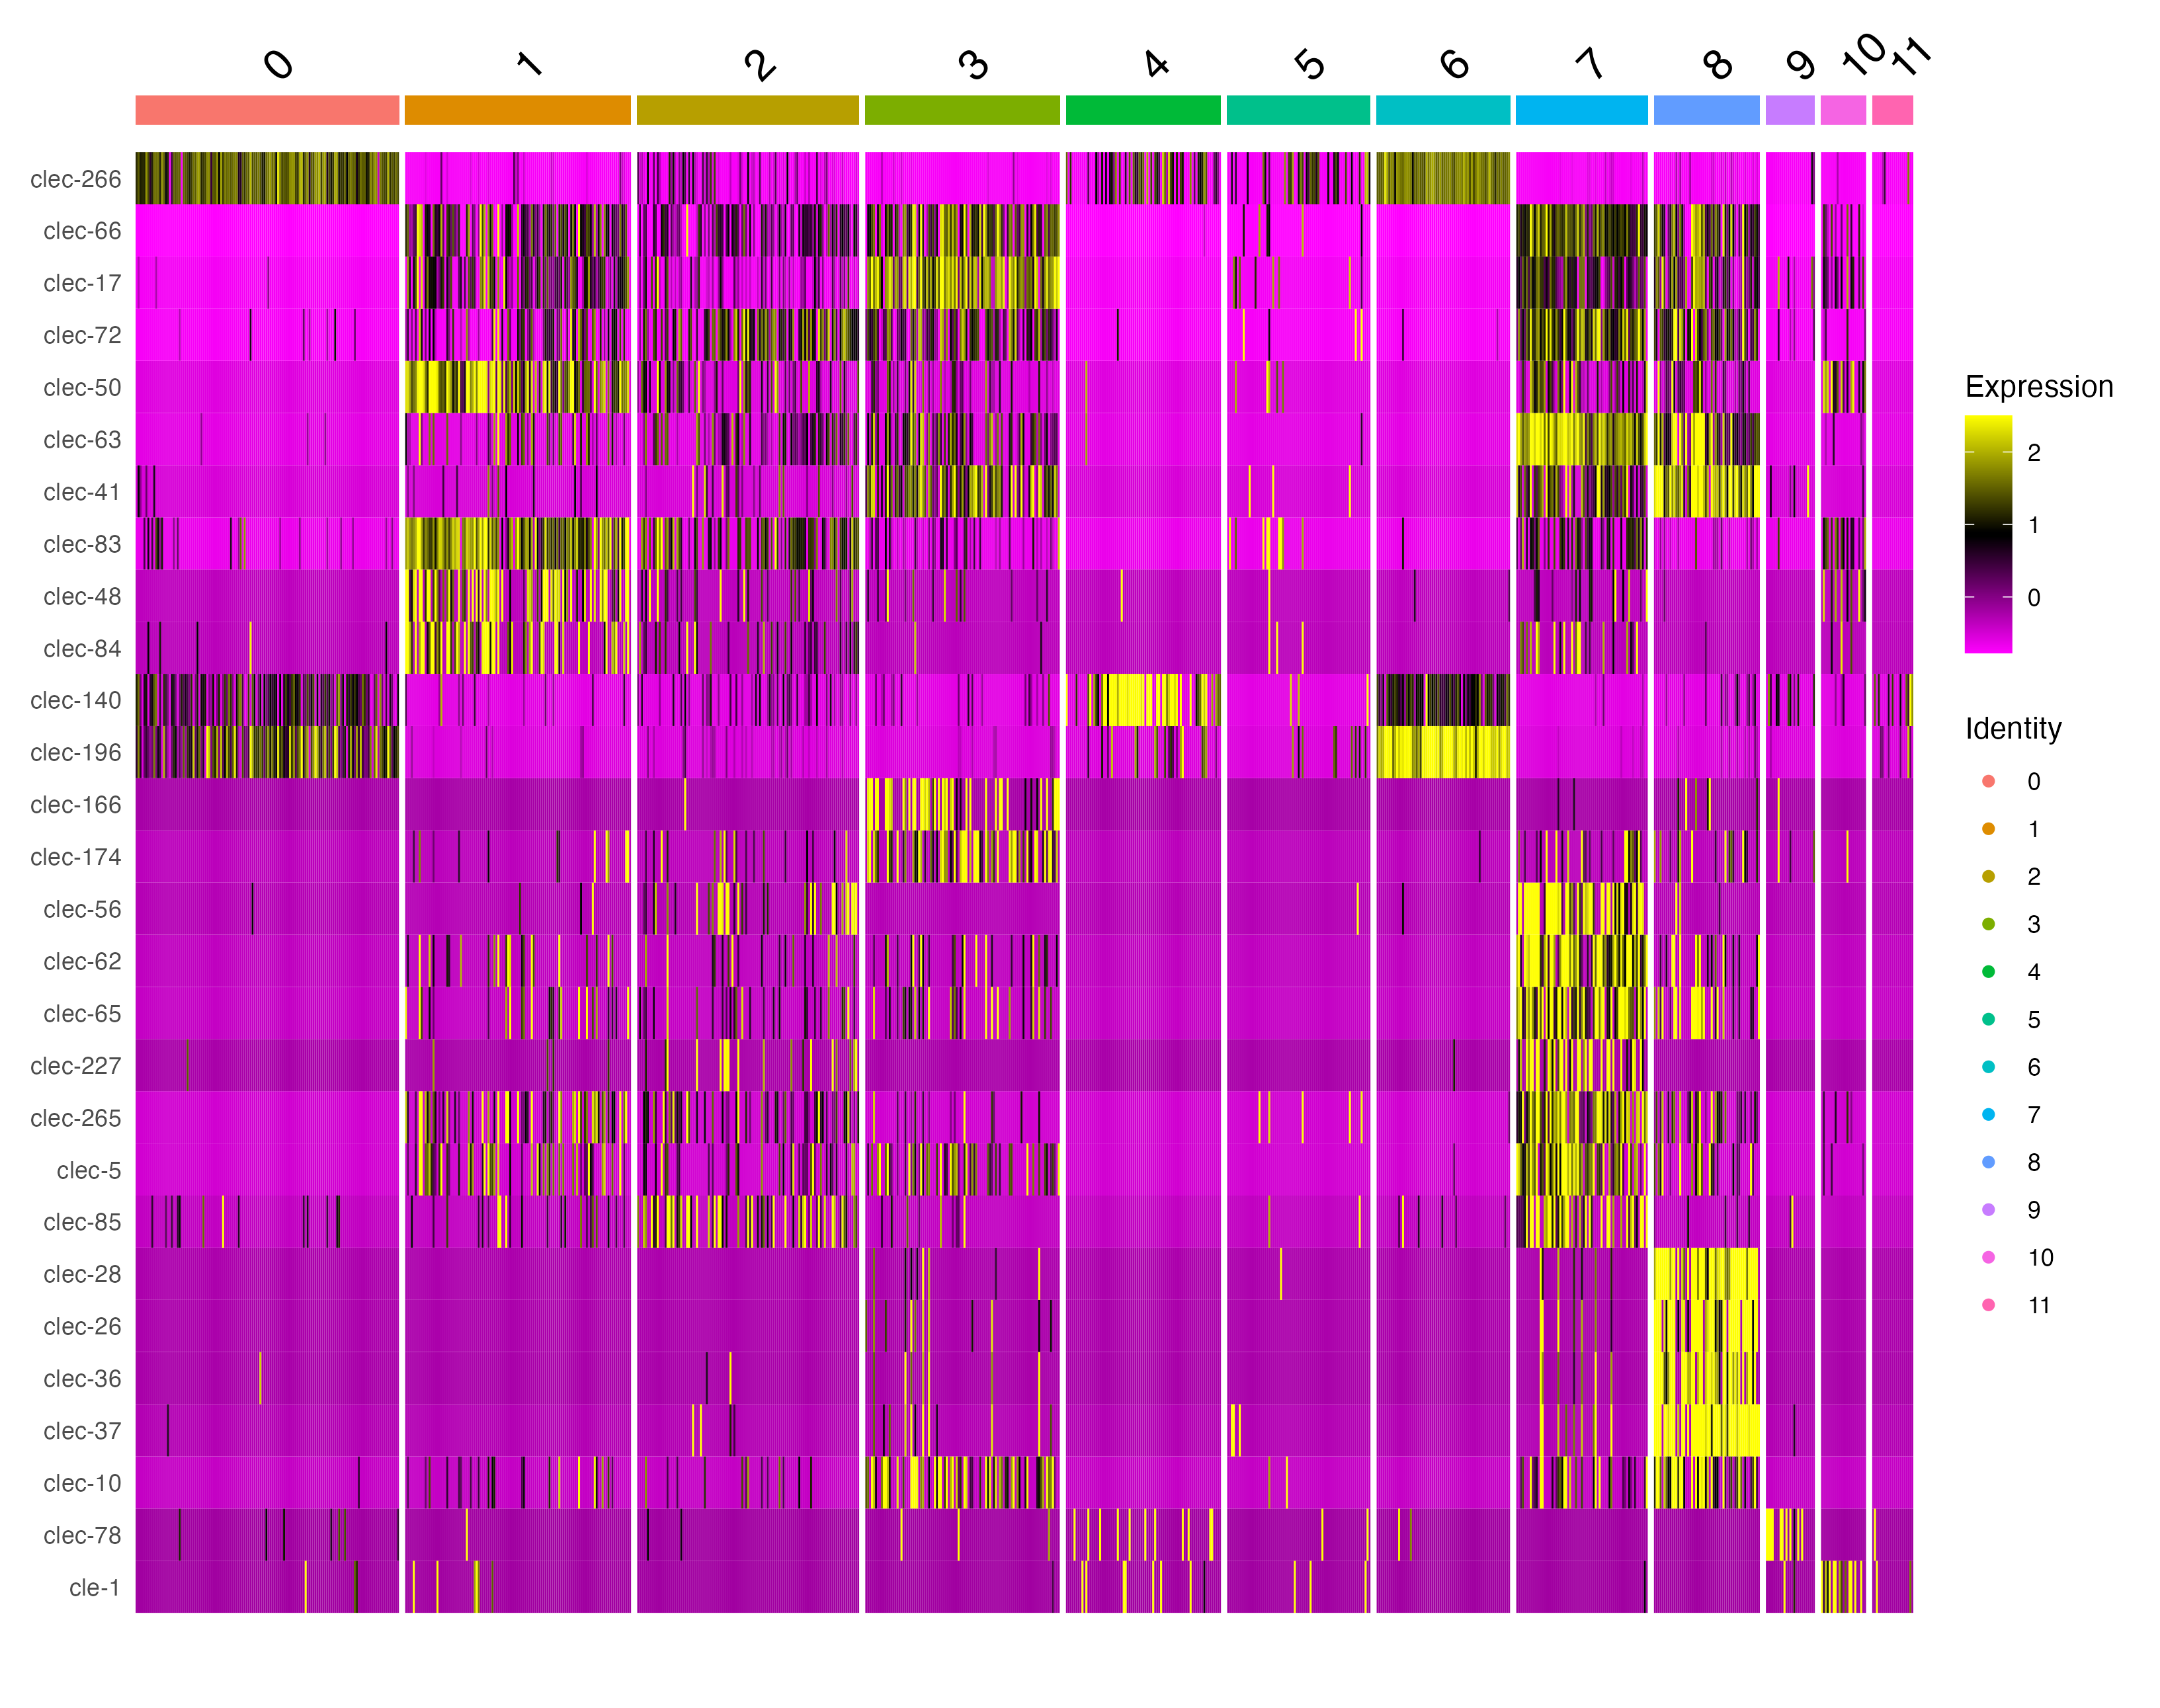 0 1 2 3 4 5 6 7 8 9 10 11
clec-266
clec-66
clec-17
clec-72
clec-50
clec-63
clec-41
clec-83
clec-48
clec-84
clec-140
clec-196
clec-166
clec-174
clec-56
clec-62
clec-65
clec-227
clec-265
clec-5
clec-85
clec-28
clec-26
clec-36
clec-37
clec-10
clec-78
cle-1
Expression
2
1
0
Identity
0
1
2
3
4
5
6
7
8
9
10
11